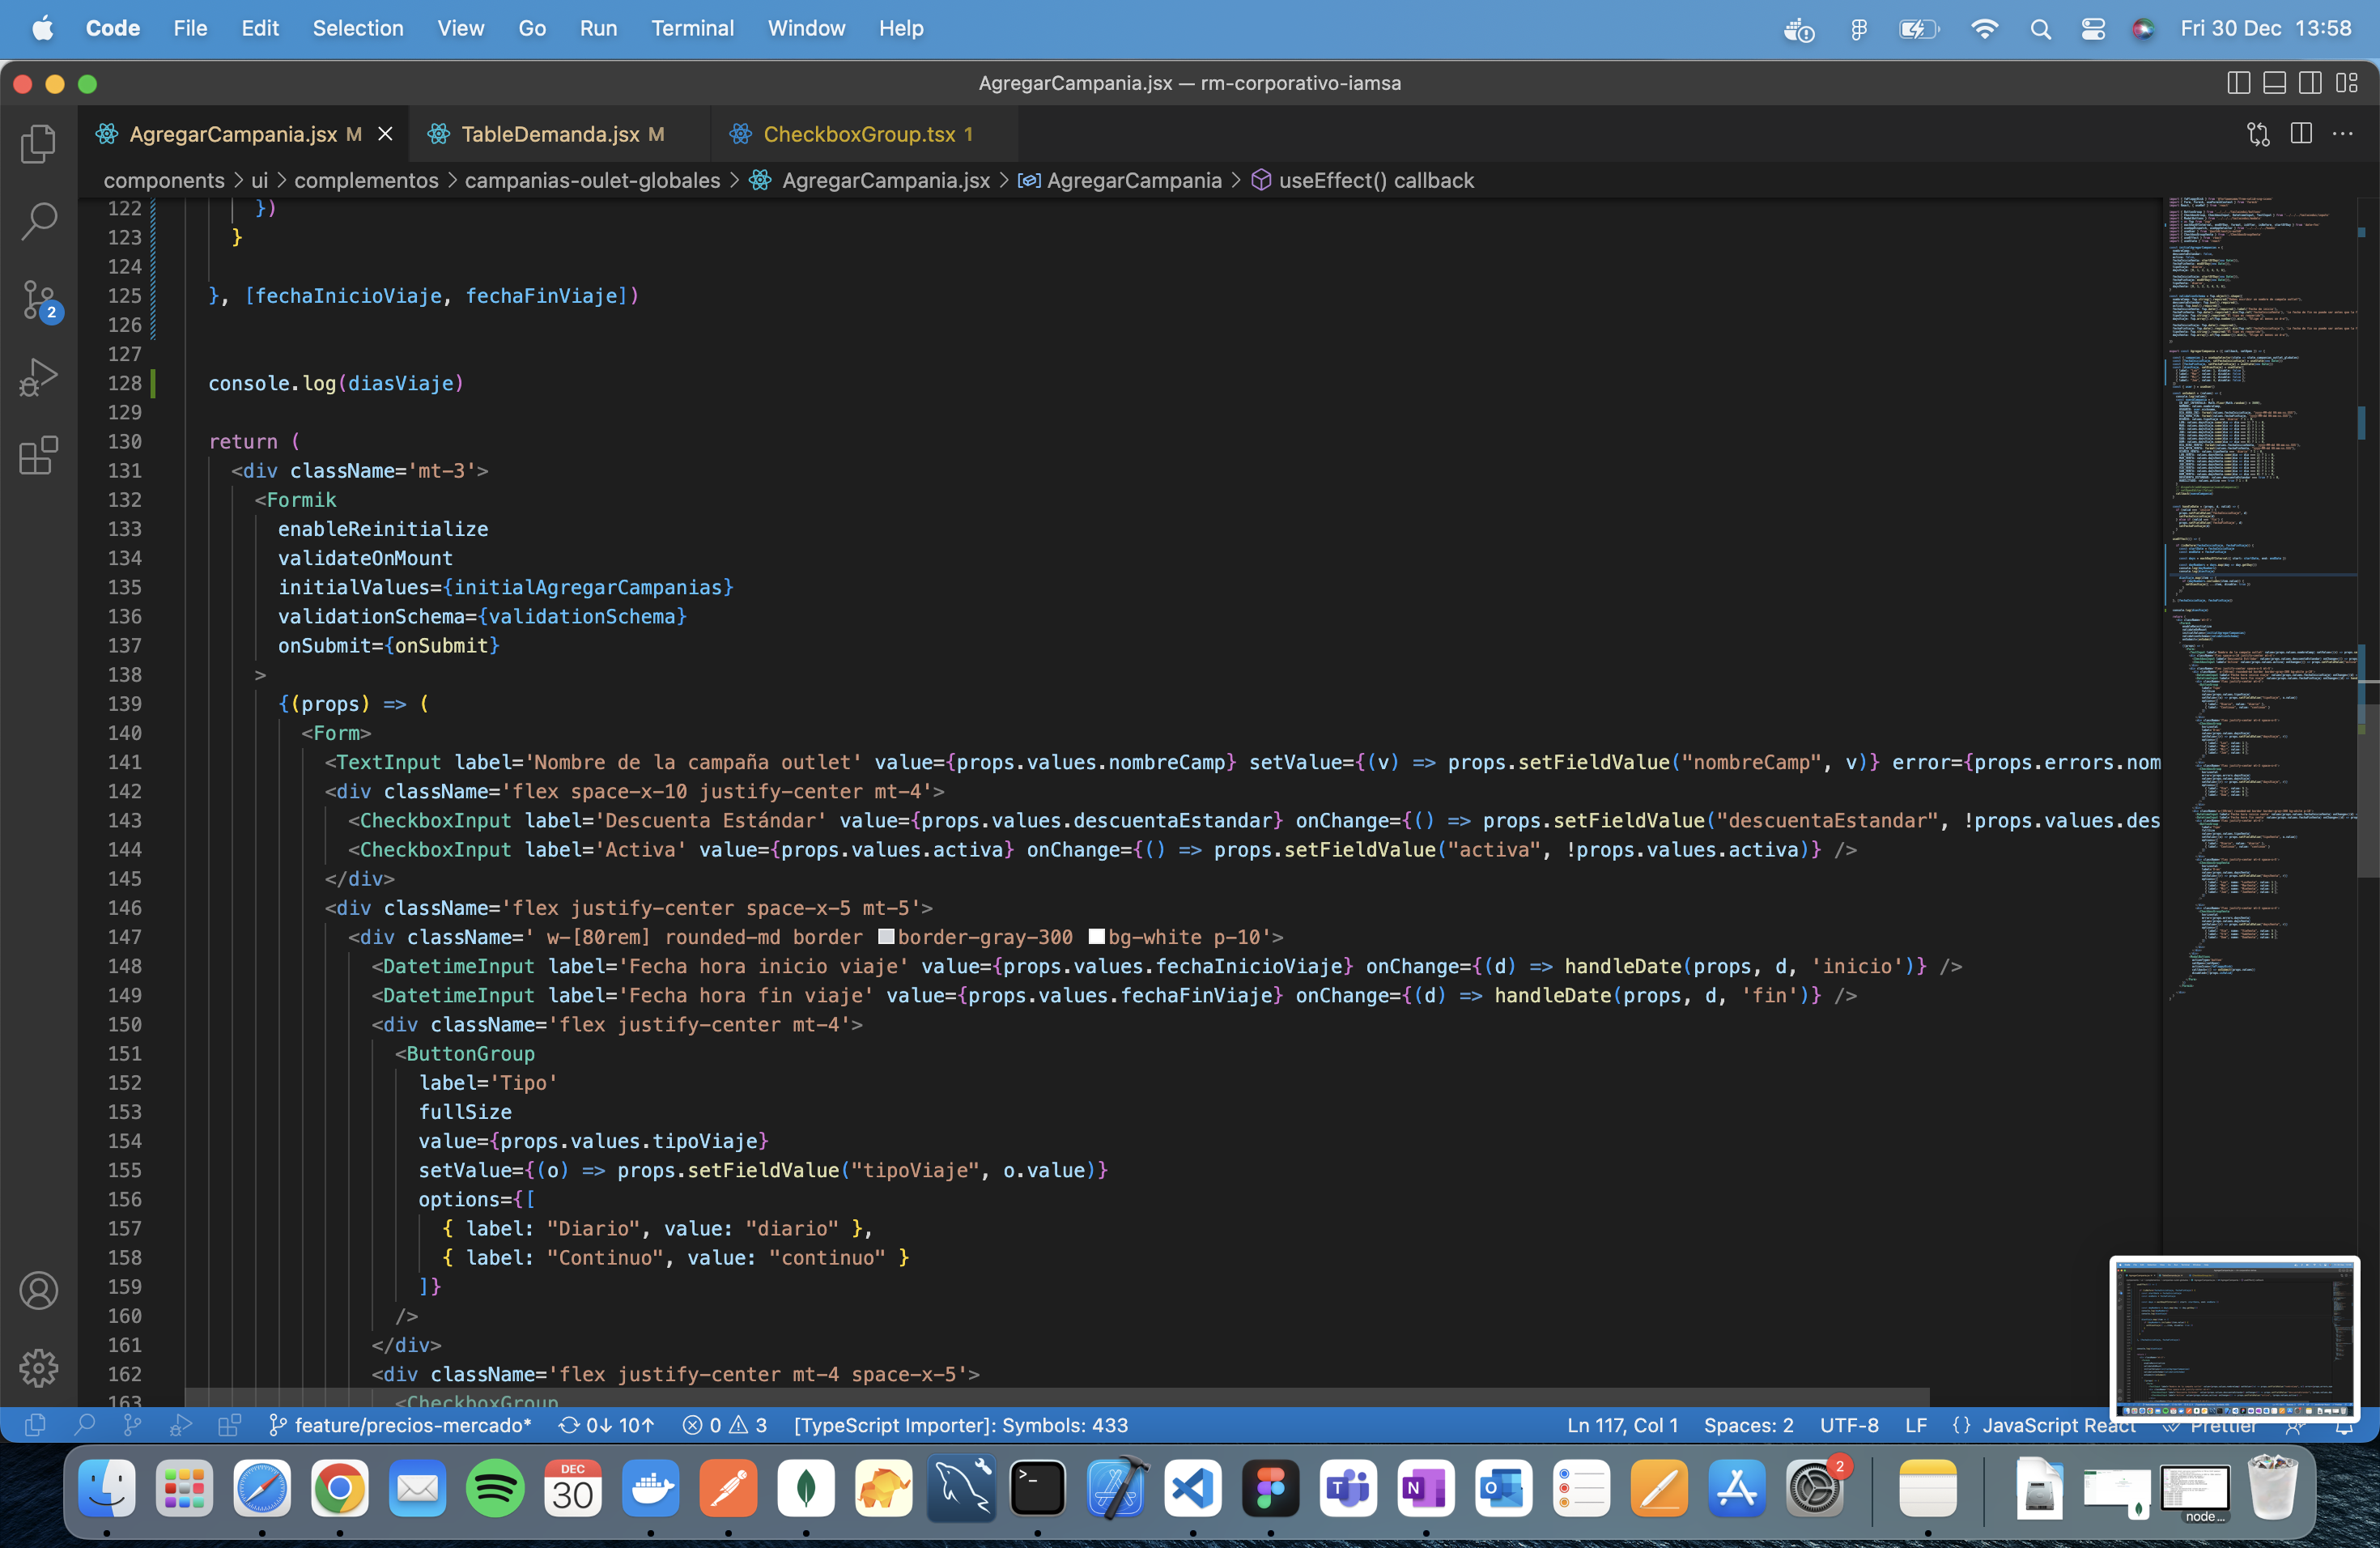 Code File Edit Selection View Go Run Terminal Window Help Fri 30 Dec 13:58
AgregarCampania.jsx — rm-corporativo-iamsa
AgregarCampania.jsx M TableDemanda.jsx M CheckboxGroup.tsx 1
components > ui > complementos > campanias-oulet-globales > AgregarCampania.jsx > AgregarCampania > useEffect() callback
122 })
123 }
124
125 }, [fechaInicioViaje, fechaFinViaje])
126
127
128 console.log(diasViaje)
129
130 return (
131 <div className='mt-3'>
132 <Formik
133 enableReinitialize
134 validateOnMount
135 initialValues={initialAgregarCampanias}
136 validationSchema={validationSchema}
137 onSubmit={onSubmit}
138 >
139 {(props) => (
140 <Form>
141 <TextInput label='Nombre de la campaña outlet' value={props.values.nombreCamp} setValue={(v) => props.setFieldValue("nombreCamp", v)} error={props.errors.nom
142 <div className='flex space-x-10 justify-center mt-4'>
143 <CheckboxInput label='Descuenta Estándar' value={props.values.descuentaEstandar} onChange={() => props.setFieldValue("descuentaEstandar", !props.values.des
144 <CheckboxInput label='Activa' value={props.values.activa} onChange={() => props.setFieldValue("activa", !props.values.activa)} />
145 </div>
146 <div className='flex justify-center space-x-5 mt-5'>
147 <div className=' w-[80rem] rounded-md border border-gray-300 bg-white p-10'>
148 <DatetimeInput label='Fecha hora inicio viaje' value={props.values.fechaInicioViaje} onChange={(d) => handleDate(props, d, 'inicio')} />
149 <DatetimeInput label='Fecha hora fin viaje' value={props.values.fechaFinViaje} onChange={(d) => handleDate(props, d, 'fin')} />
150 <div className='flex justify-center mt-4'>
151 <ButtonGroup
152 label='Tipo'
153 fullSize
154 value={props.values.tipoViaje}
155 setValue={(o) => props.setFieldValue("tipoViaje", o.value)}
156 options={[
157 { label: "Diario", value: "diario" },
158 { label: "Continuo", value: "continuo" }
159 ]}
160 />
161 </div>
162 <div className='flex justify-center mt-4 space-x-5'>
163 <CheckboxGroup
2
feature/precios-mercado* 0↓ 10↑ 0 3 [TypeScript Importer]: Symbols: 433 Ln 117, Col 1 Spaces: 2 UTF-8 LF {} JavaScript React Prettier
DEC
30
2
node...